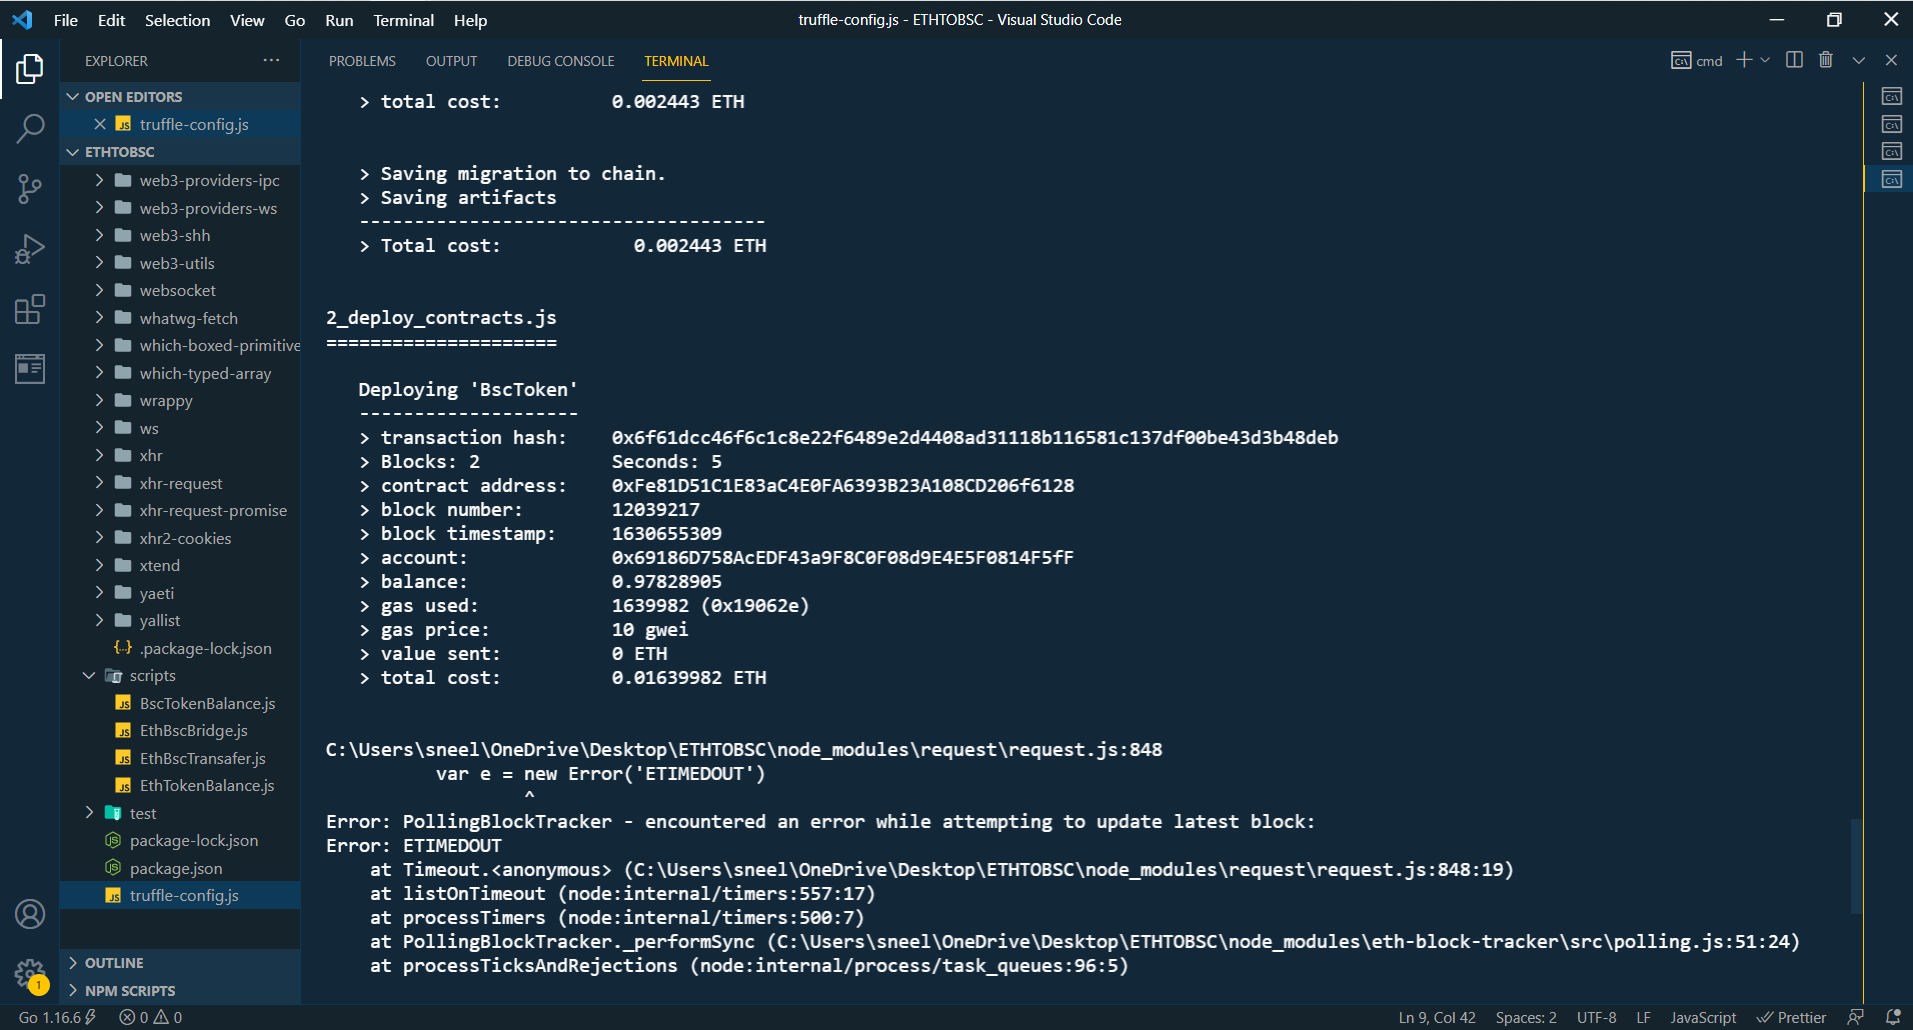 File Edit Selection View Go Run Terminal Help
truffle-config.js - ETHTOBSC - Visual Studio Code
EXPLORER
OPEN EDITORS
truffle-config.js
ETHTOBSC
web3-providers-ipc
web3-providers-ws
web3-shh
web3-utils
websocket
whatwg-fetch
which-boxed-primitive
which-typed-array
wrappy
ws
xhr
xhr-request
xhr-request-promise
xhr2-cookies
xtend
yaeti
yallist
.package-lock.json
scripts
BscTokenBalance.js
EthBscBridge.js
EthBscTransafer.js
EthTokenBalance.js
test
package-lock.json
package.json
truffle-config.js
OUTLINE
NPM SCRIPTS
PROBLEMS OUTPUT DEBUG CONSOLE TERMINAL
cmd
> total cost: 0.002443 ETH
> Saving migration to chain.
> Saving artifacts
-------------------------------------
> Total cost: 0.002443 ETH
2_deploy_contracts.js
=====================
Deploying 'BscToken'
--------------------
> transaction hash: 0x6f61dcc46f6c1c8e22f6489e2d4408ad31118b116581c137df00be43d3b48deb
> Blocks: 2 Seconds: 5
> contract address: 0xFe81D51C1E83aC4E0FA6393B23A108CD206f6128
> block number: 12039217
> block timestamp: 1630655309
> account: 0x69186D758AcEDF43a9F8C0F08d9E4E5F0814F5fF
> balance: 0.97828905
> gas used: 1639982 (0x19062e)
> gas price: 10 gwei
> value sent: 0 ETH
> total cost: 0.01639982 ETH
C:\Users\sneel\OneDrive\Desktop\ETHTOBSC\node_modules\request\request.js:848
var e = new Error('ETIMEDOUT')
^
Error: PollingBlockTracker - encountered an error while attempting to update latest block:
Error: ETIMEDOUT
at Timeout.<anonymous> (C:\Users\sneel\OneDrive\Desktop\ETHTOBSC\node_modules\request\request.js:848:19)
at listOnTimeout (node:internal/timers:557:17)
at processTimers (node:internal/timers:500:7)
at PollingBlockTracker._performSync (C:\Users\sneel\OneDrive\Desktop\ETHTOBSC\node_modules\eth-block-tracker\src\polling.js:51:24)
at processTicksAndRejections (node:internal/process/task_queues:96:5)
1
Go 1.16.6 0 0
Ln 9, Col 42 Spaces: 2 UTF-8 LF JavaScript Prettier